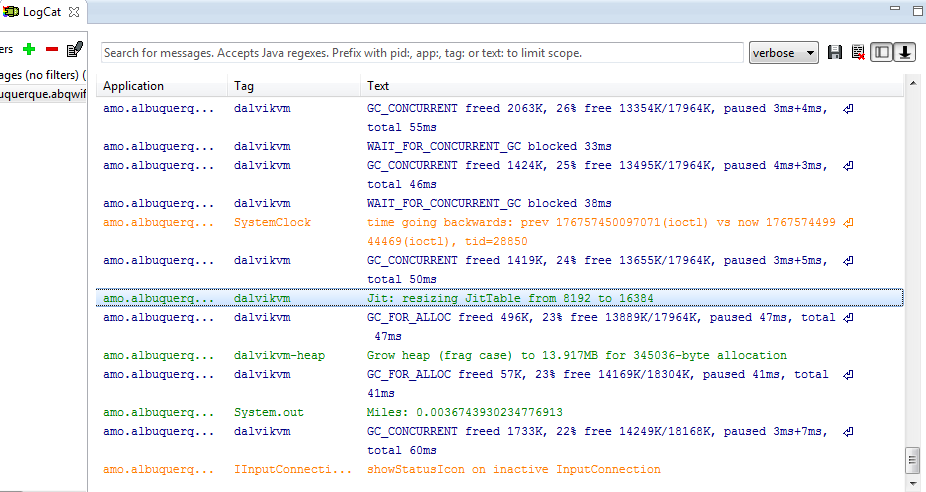 LogCat
ers
Search for messages. Accepts Java regexes. Prefix with pid:, app:, tag: or text: to limit scope.
verbose
ages (no filters) (
uquerque.abqwif
Application Tag Text
amo.albuquerq... dalvikvm GC_CONCURRENT freed 2063K, 26% free 13354K/17964K, paused 3ms+4ms,
total 55ms
amo.albuquerq... dalvikvm WAIT_FOR_CONCURRENT_GC blocked 33ms
amo.albuquerq... dalvikvm GC_CONCURRENT freed 1424K, 25% free 13495K/17964K, paused 4ms+3ms,
total 46ms
amo.albuquerq... dalvikvm WAIT_FOR_CONCURRENT_GC blocked 38ms
amo.albuquerq... SystemClock time going backwards: prev 176757450097071(ioctl) vs now 1767574499
44469(ioctl), tid=28850
amo.albuquerq... dalvikvm GC_CONCURRENT freed 1419K, 24% free 13655K/17964K, paused 3ms+5ms,
total 50ms
amo.albuquerq... dalvikvm Jit: resizing JitTable from 8192 to 16384
amo.albuquerq... dalvikvm GC_FOR_ALLOC freed 496K, 23% free 13889K/17964K, paused 47ms, total
47ms
amo.albuquerq... dalvikvm-heap Grow heap (frag case) to 13.917MB for 345036-byte allocation
amo.albuquerq... dalvikvm GC_FOR_ALLOC freed 57K, 23% free 14169K/18304K, paused 41ms, total
41ms
amo.albuquerq... System.out Miles: 0.0036743930234776913
amo.albuquerq... dalvikvm GC_CONCURRENT freed 1733K, 22% free 14249K/18168K, paused 3ms+7ms,
total 60ms
amo.albuquerq... IInputConnecti... showStatusIcon on inactive InputConnection